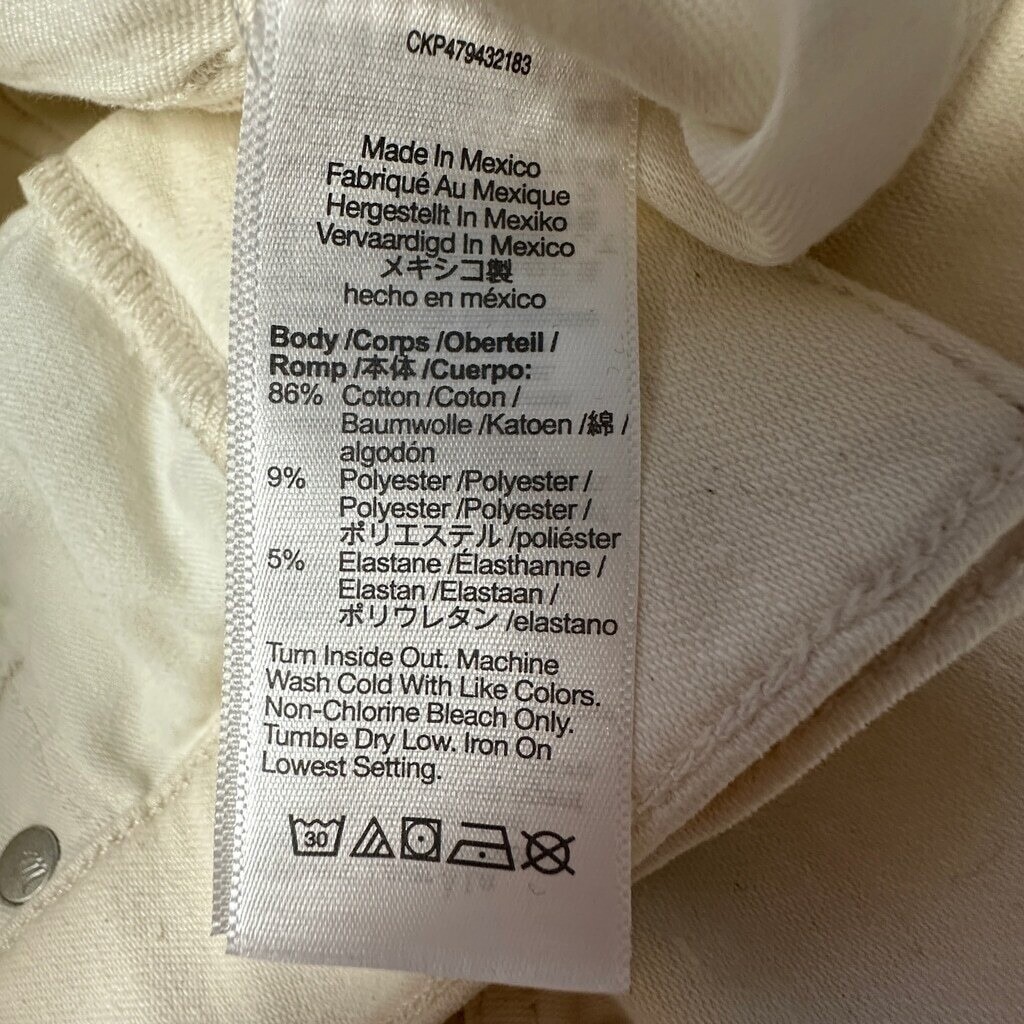 CKP479432183
Made In Mexico
Fabriqué Au Mexique
Hergestellt In Mexiko
Vervaardigd In Mexico
メキシコ製
hecho en méxico
Body /Corps /Oberteil /
Romp /本体 /Cuerpo:
86% Cotton /Coton /
Baumwolle /Katoen /綿 /
algodón
9% Polyester /Polyester /
Polyester /Polyester /
ポリエステル /poliéster
5% Elastane /Élasthanne /
Elastan /Elastaan /
ポリウレタン /elastano
Turn Inside Out. Machine
Wash Cold With Like Colors.
Non-Chlorine Bleach Only.
Tumble Dry Low. Iron On
Lowest Setting.
30